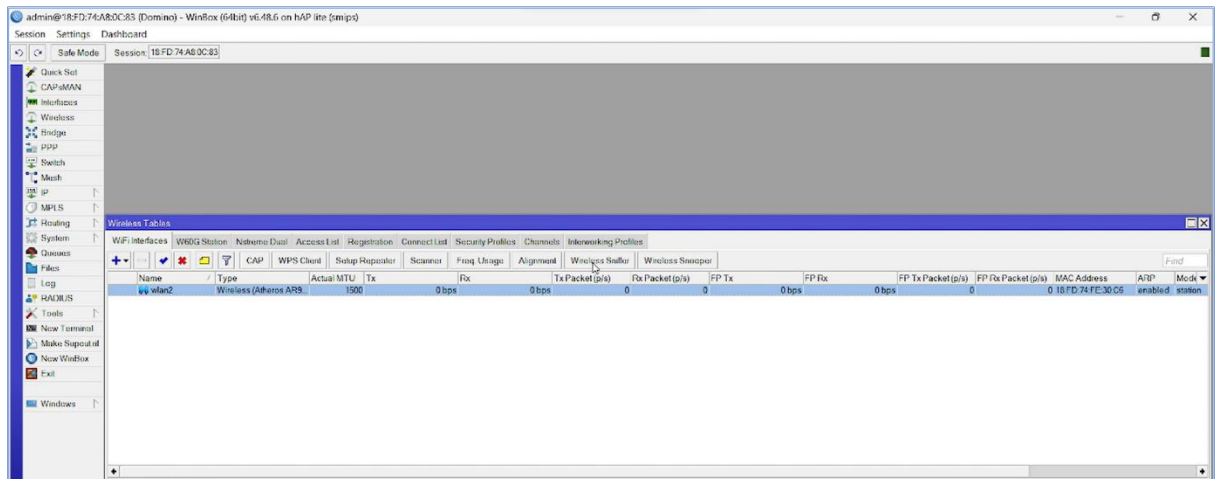 admin@18:FD:74:A8:0C:83 (Domino) - WinBox (64bit) v6.48.6 on hAP lite (smips)
Session Settings Dashboard
Safe Mode Session: 18:FD:74:A8:0C:83
Quick Set
CAPsMAN
Interfaces
Wireless
Bridge
PPP
Switch
Mesh
IP
MPLS
Routing
System
Queues
Files
Log
RADIUS
Tools
New Terminal
Make Supout.rif
New WinBox
Exit
Windows
Wireless Tables
WiFi Interfaces W60G Station Nstreme Dual Access List Registration Connect List Security Profiles Channels Interworking Profiles
CAP WPS Client Setup Repeater Scanner Freq. Usage Alignment Wireless Sniffer Wireless Snooper Find
Name / Type Actual MTU Tx Rx Tx Packet (p/s) Rx Packet (p/s) FP Tx FP Rx FP Tx Packet (p/s) FP Rx Packet (p/s) MAC Address ARP Mode
wlan2 Wireless (Atheros AR9... 1500 0 bps 0 bps 0 0 0 bps 0 bps 0 0 18:FD:74:FE:30:C6 enabled station